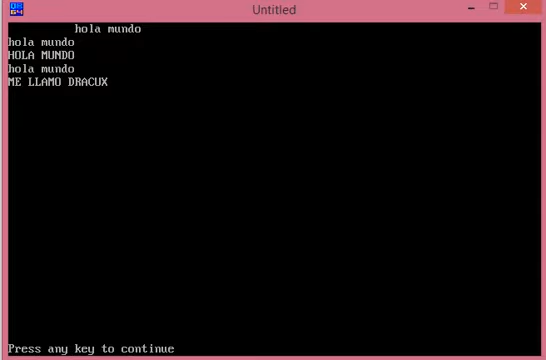 Untitled
hola mundo
hola mundo
HOLA MUNDO
hola mundo
ME LLAMO DRACUX
Press any key to continue